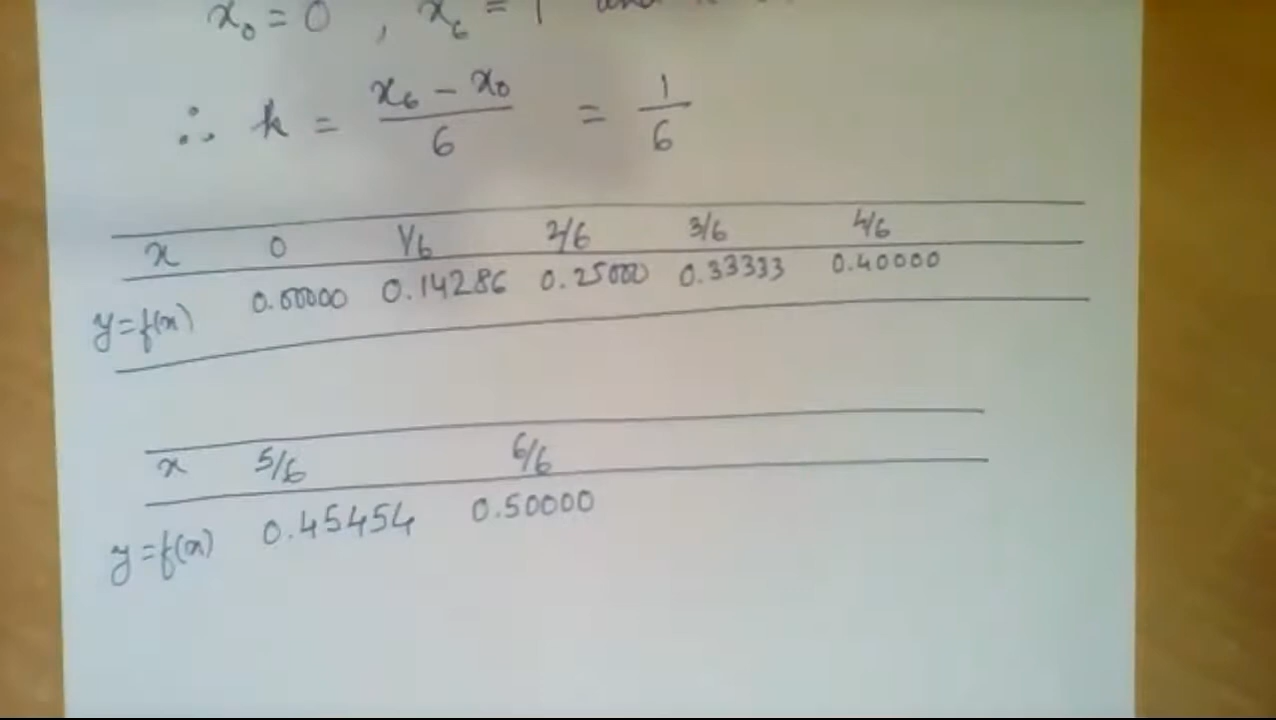 x₀ = 0 , x₆ = 1
∴ h = (x₆ - x₀)/6 = 1/6
x 0 1/6 2/6 3/6 4/6
y=f(x) 0.00000 0.14286 0.25000 0.33333 0.40000
x 5/6 6/6
y=f(x) 0.45454 0.50000